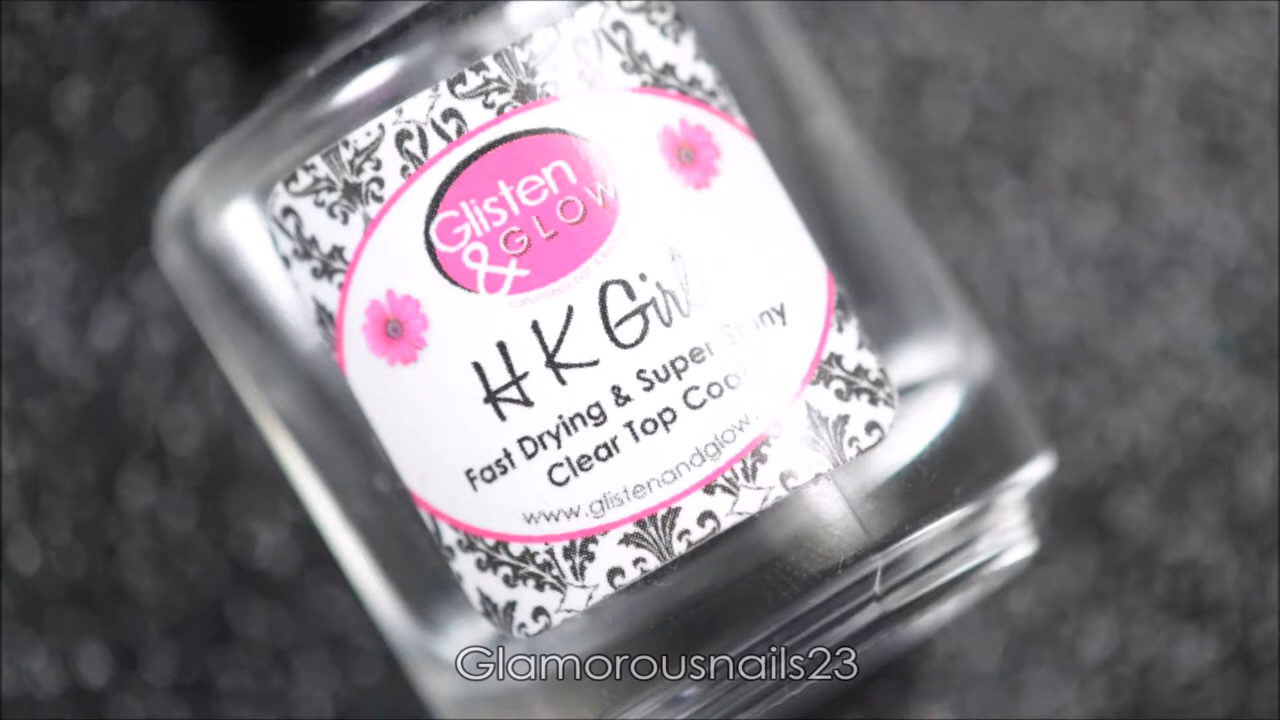 Glisten
& GLOW
HK Girl
Fast Drying & Super Shiny
Clear Top Coat
www.glistenandglow.
Glamorousnails23